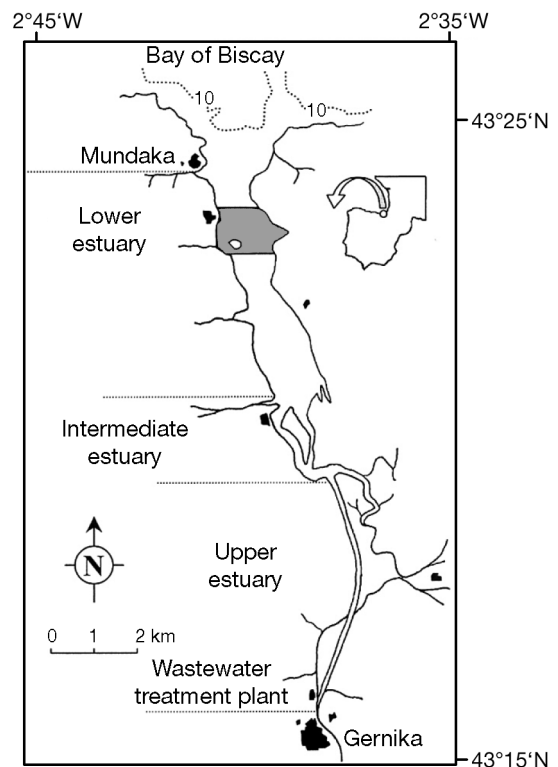 2°45'W
2°35'W
Bay of Biscay
10
10
43°25'N
Mundaka
Lower
estuary
Intermediate
estuary
Upper
estuary
N
0 1 2 km
Wastewater
treatment plant
Gernika
43°15'N